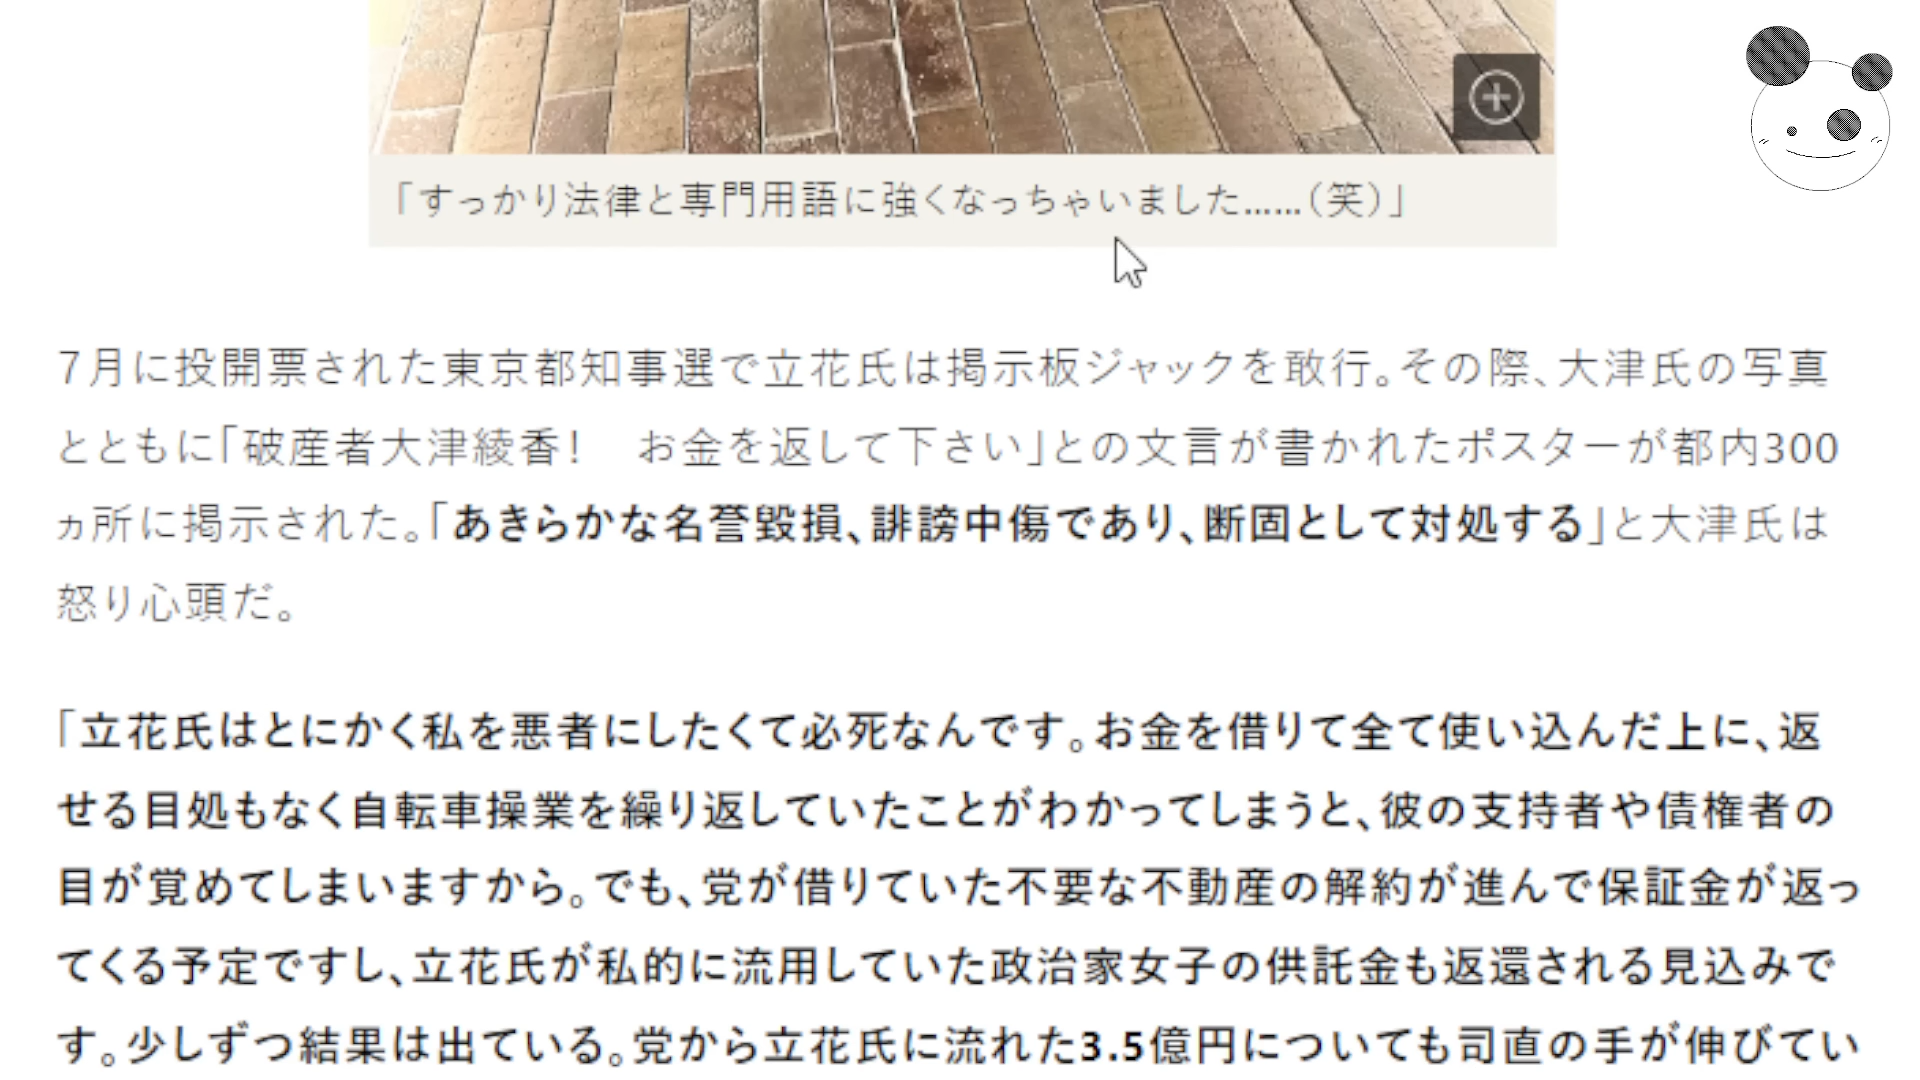 「すっかり法律と専門用語に強くなっちゃいました……（笑）」
7月に投開票された東京都知事選で立花氏は掲示板ジャックを敢行。その際、大津氏の写真
とともに「破産者大津綾香！　お金を返して下さい」との文言が書かれたポスターが都内300
ヵ所に掲示された。「あきらかな名誉毀損、誹謗中傷であり、断固として対処する」と大津氏は
怒り心頭だ。
「立花氏はとにかく私を悪者にしたくて必死なんです。お金を借りて全て使い込んだ上に、返
せる目処もなく自転車操業を繰り返していたことがわかってしまうと、彼の支持者や債権者の
目が覚めてしまいますから。でも、党が借りていた不要な不動産の解約が進んで保証金が返っ
てくる予定ですし、立花氏が私的に流用していた政治家女子の供託金も返還される見込みで
す。少しずつ結果は出ている。党から立花氏に流れた3.5億円についても司直の手が伸びてい